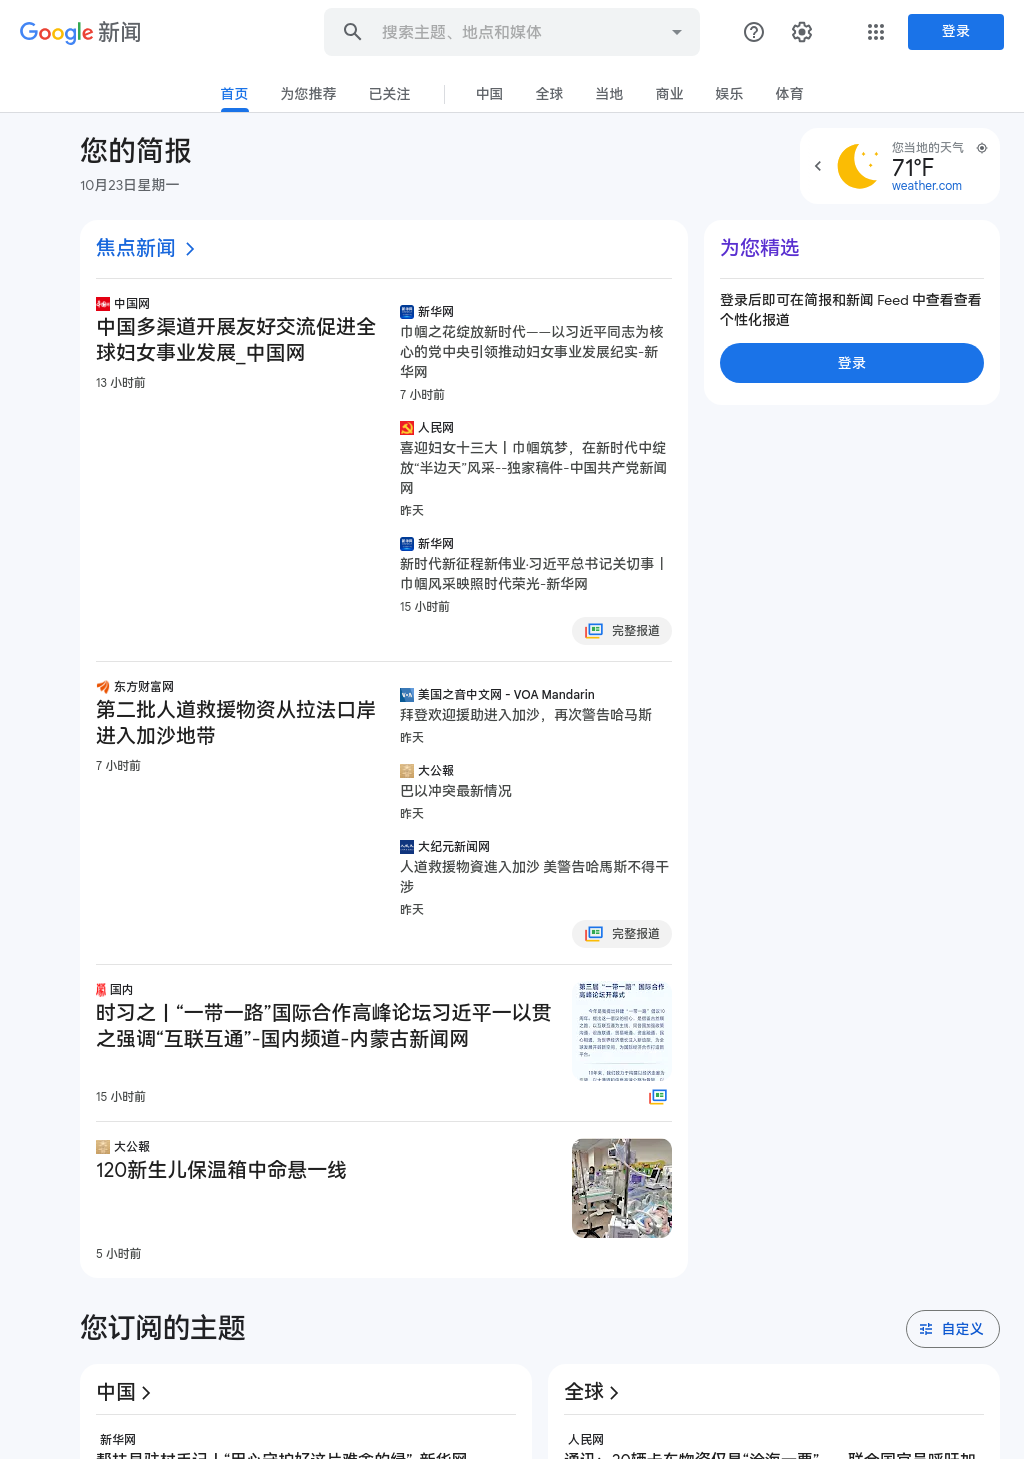 Google 新闻
搜索主题、地点和媒体
登录
首页
为您推荐
已关注
中国
全球
当地
商业
娱乐
体育
您的简报
10月23日星期一
您当地的天气
71°F
weather.com
焦点新闻
中国网
中国多渠道开展友好交流促进全
球妇女事业发展_中国网
13 小时前
新华网
巾帼之花绽放新时代——以习近平同志为核
心的党中央引领推动妇女事业发展纪实-新
华网
7 小时前
人民网
喜迎妇女十三大丨巾帼筑梦，在新时代中绽
放“半边天”风采--独家稿件-中国共产党新闻
网
昨天
新华网
新时代新征程新伟业·习近平总书记关切事丨
巾帼风采映照时代荣光-新华网
15 小时前
完整报道
东方财富网
第二批人道救援物资从拉法口岸
进入加沙地带
7 小时前
美国之音中文网 - VOA Mandarin
拜登欢迎援助进入加沙，再次警告哈马斯
昨天
大公報
巴以冲突最新情况
昨天
大纪元新闻网
人道救援物資進入加沙 美警告哈馬斯不得干
涉
昨天
完整报道
国内
时习之丨“一带一路”国际合作高峰论坛习近平一以贯
之强调“互联互通”-国内频道-内蒙古新闻网
15 小时前
第三届“一带一路”国际合作
高峰论坛开幕式
大公報
120新生儿保温箱中命悬一线
5 小时前
为您精选
登录后即可在简报和新闻 Feed 中查看查看
个性化报道
登录
您订阅的主题
自定义
中国
新华网
全球
人民网